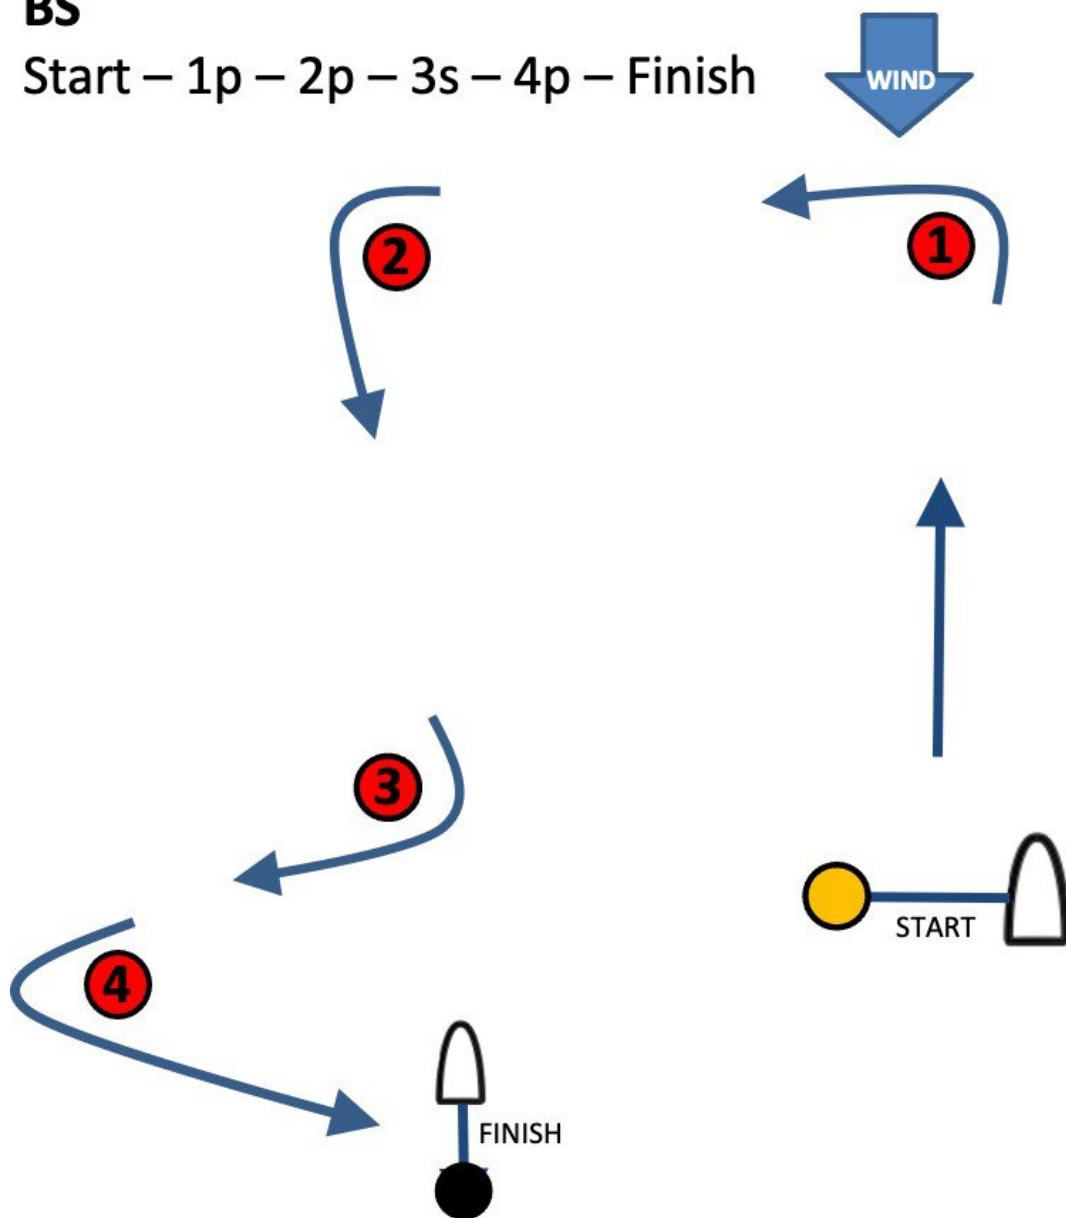 BS
Start – 1p – 2p – 3s – 4p – Finish
WIND
2
1
3
START
4
FINISH